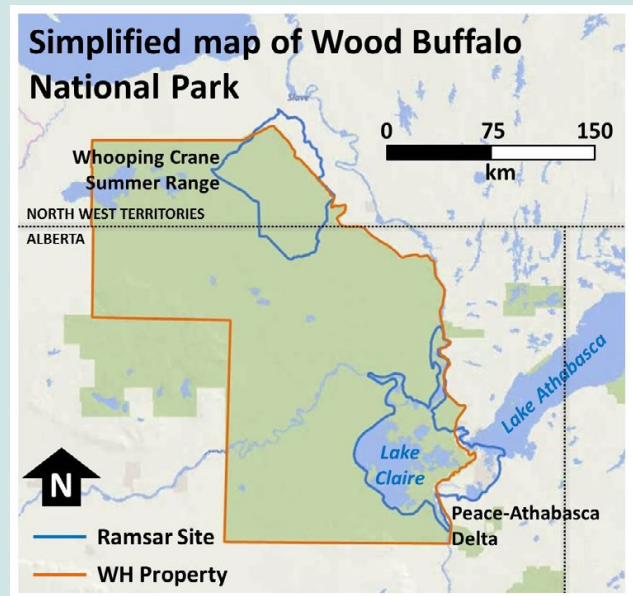 Simplified map of Wood Buffalo
National Park
Slave
0 75 150
km
Whooping Crane
Summer Range
NORTH WEST TERRITORIES
ALBERTA
Lake Athabasca
Lake
Claire
N
Peace-Athabasca
Delta
Ramsar Site
WH Property